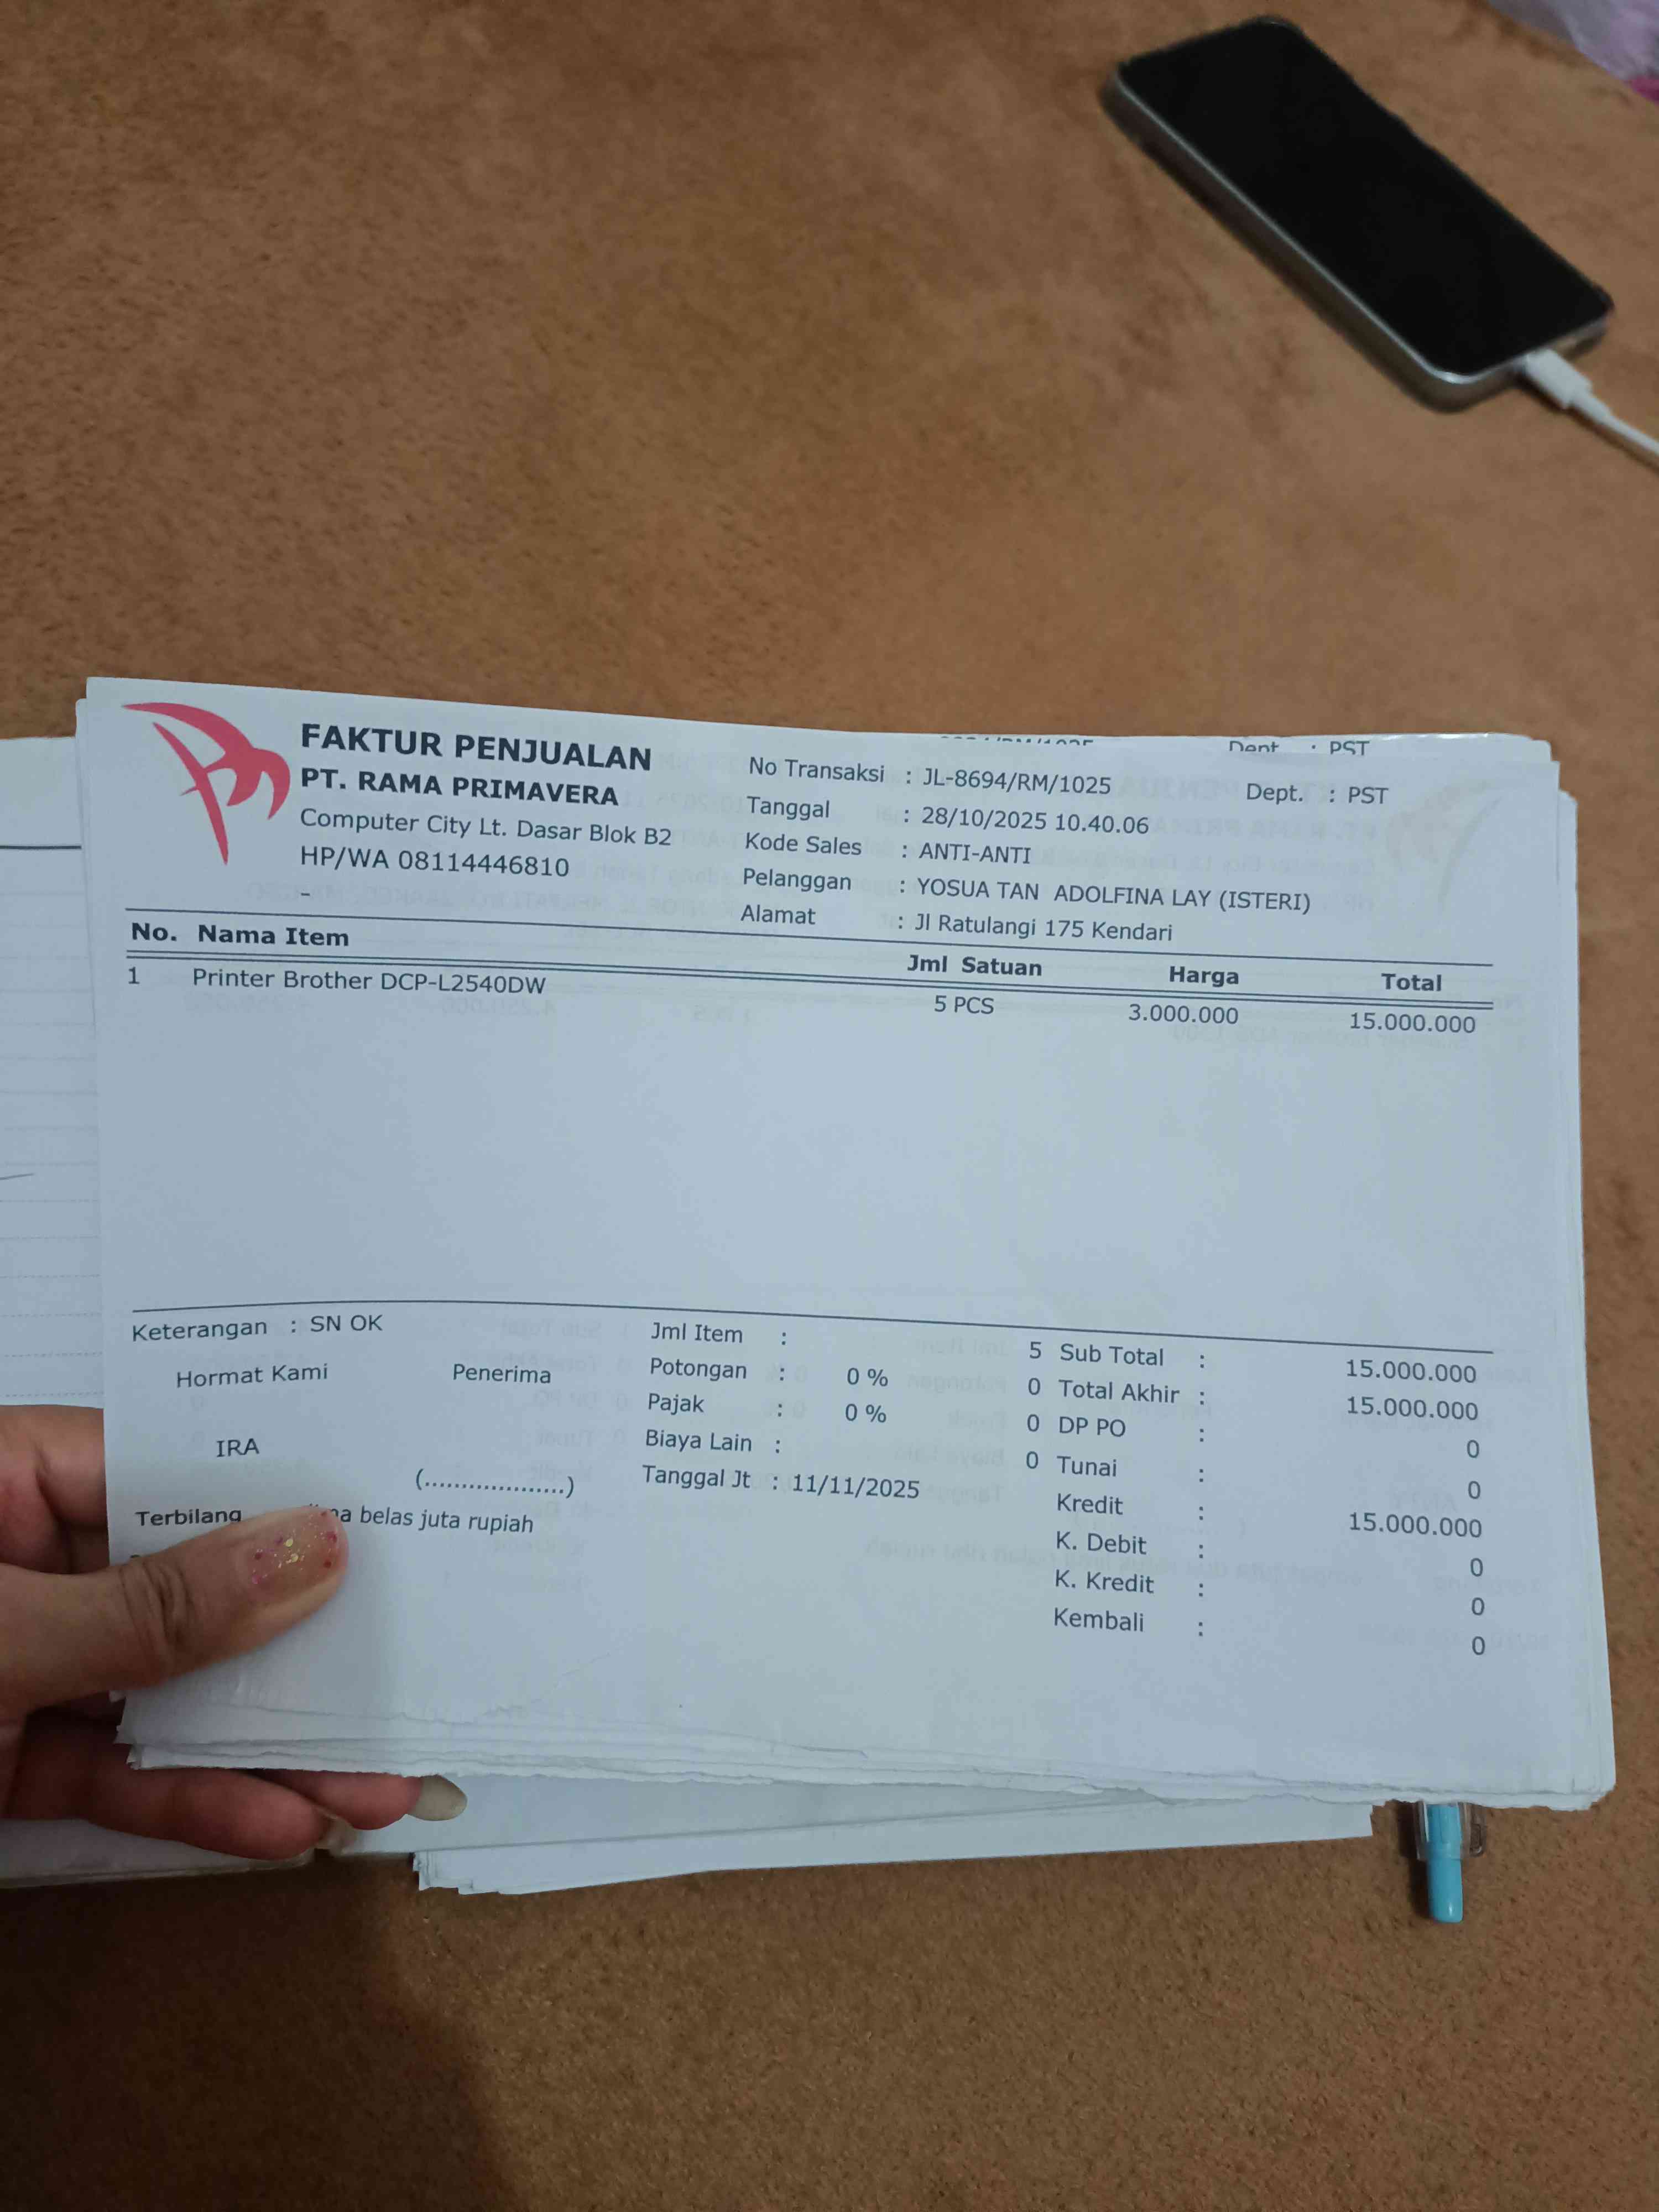 Dept : PST
FAKTUR PENJUALAN
PT. RAMA PRIMAVERA
Computer City Lt. Dasar Blok B2
HP/WA 08114446810
-
No Transaksi : JL-8694/RM/1025 Dept. : PST
Tanggal : 28/10/2025 10.40.06
Kode Sales : ANTI-ANTI
Pelanggan : YOSUA TAN ADOLFINA LAY (ISTERI)
Alamat : Jl Ratulangi 175 Kendari
No. Nama Item Jml Satuan Harga Total
1 Printer Brother DCP-L2540DW 5 PCS 3.000.000 15.000.000
Keterangan : SN OK
Hormat Kami Penerima
IRA
(...................)
Terbilang belas juta rupiah
Jml Item : 5
Potongan : 0 % 0
Pajak : 0 % 0
Biaya Lain : 0
Tanggal Jt : 11/11/2025
Sub Total : 15.000.000
Total Akhir : 15.000.000
DP PO : 0
Tunai : 0
Kredit : 15.000.000
K. Debit : 0
K. Kredit : 0
Kembali : 0